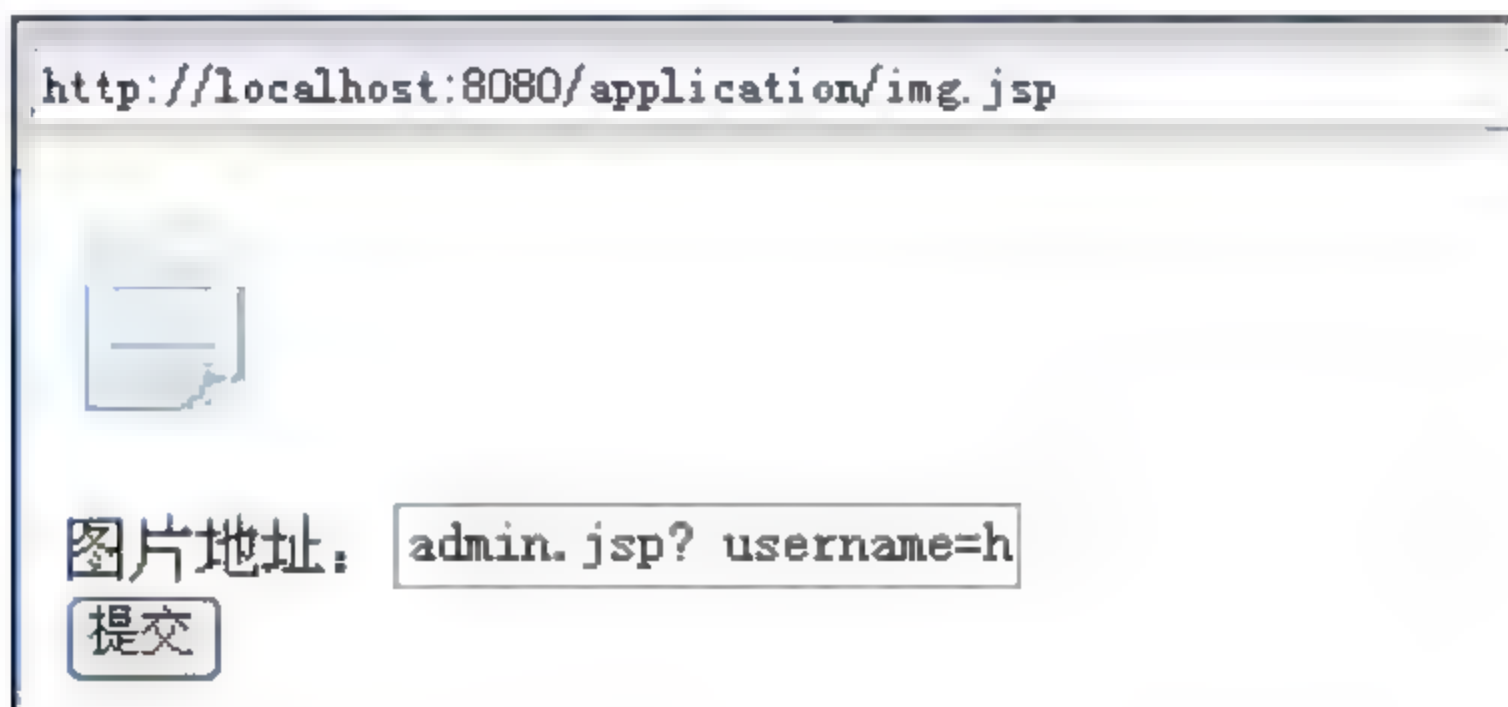 http://localhost:8080/application/img.jsp
图片地址: admin.jsp? username=h
提交